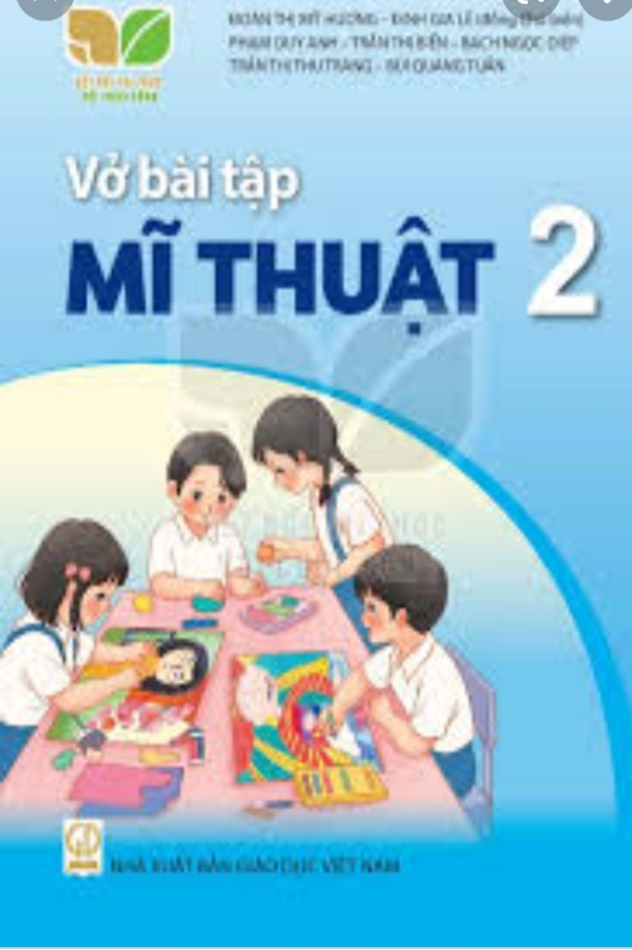 ĐOÀN THỊ MỸ HƯƠNG - ĐINH GIA LÊ (đồng Chủ biên)
PHẠM DUY ANH - TRẦN THỊ BIỂN - BẠCH NGỌC DIỆP
TRẦN THỊ THU TRANG - BÙI QUANG TUẤN
Vở bài tập
MĨ THUẬT 2
NHÀ XUẤT BẢN GIÁO DỤC VIỆT NAM